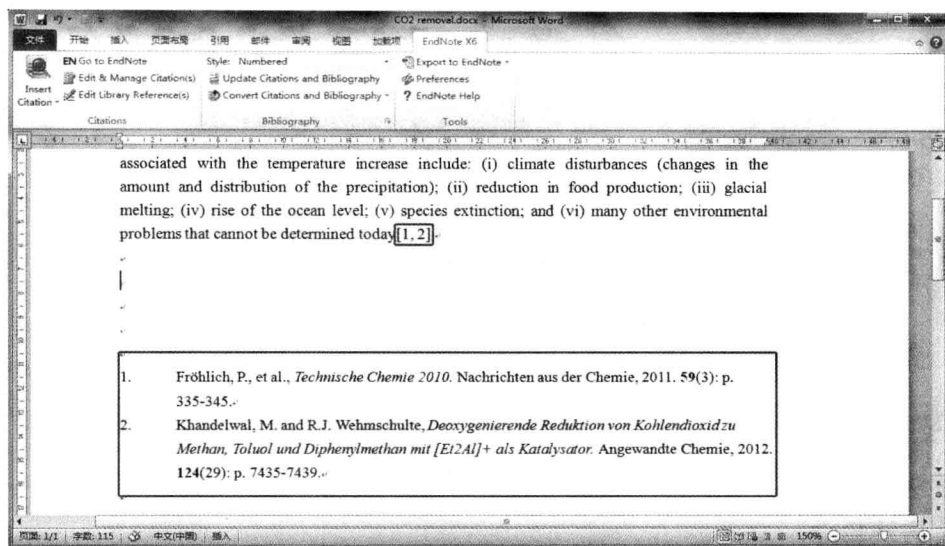 CO2 removal.docx - Microsoft Word
文件 开始 插入 页面布局 引用 邮件 审阅 视图 加载项 EndNote X6
EN Go to EndNote Style: Numbered Export to EndNote
Edit & Manage Citation(s) Update Citations and Bibliography Preferences
Insert Citation Edit Library Reference(s) Convert Citations and Bibliography EndNote Help
Citations Bibliography Tools
associated with the temperature increase include: (i) climate disturbances (changes in the
amount and distribution of the precipitation); (ii) reduction in food production; (iii) glacial
melting; (iv) rise of the ocean level; (v) species extinction; and (vi) many other environmental
problems that cannot be determined today[1, 2]
1. Fröhlich, P., et al., Technische Chemie 2010. Nachrichten aus der Chemie, 2011. 59(3): p.
335-345.
2. Khandelwal, M. and R.J. Wehmschulte, Deoxygenierende Reduktion von Kohlendioxid zu
Methan, Toluol und Diphenylmethan mit [Et2Al]+ als Katalysator. Angewandte Chemie, 2012.
124(29): p. 7435-7439.
页面: 1/1 字数: 115 中文(中国) 插入 150%